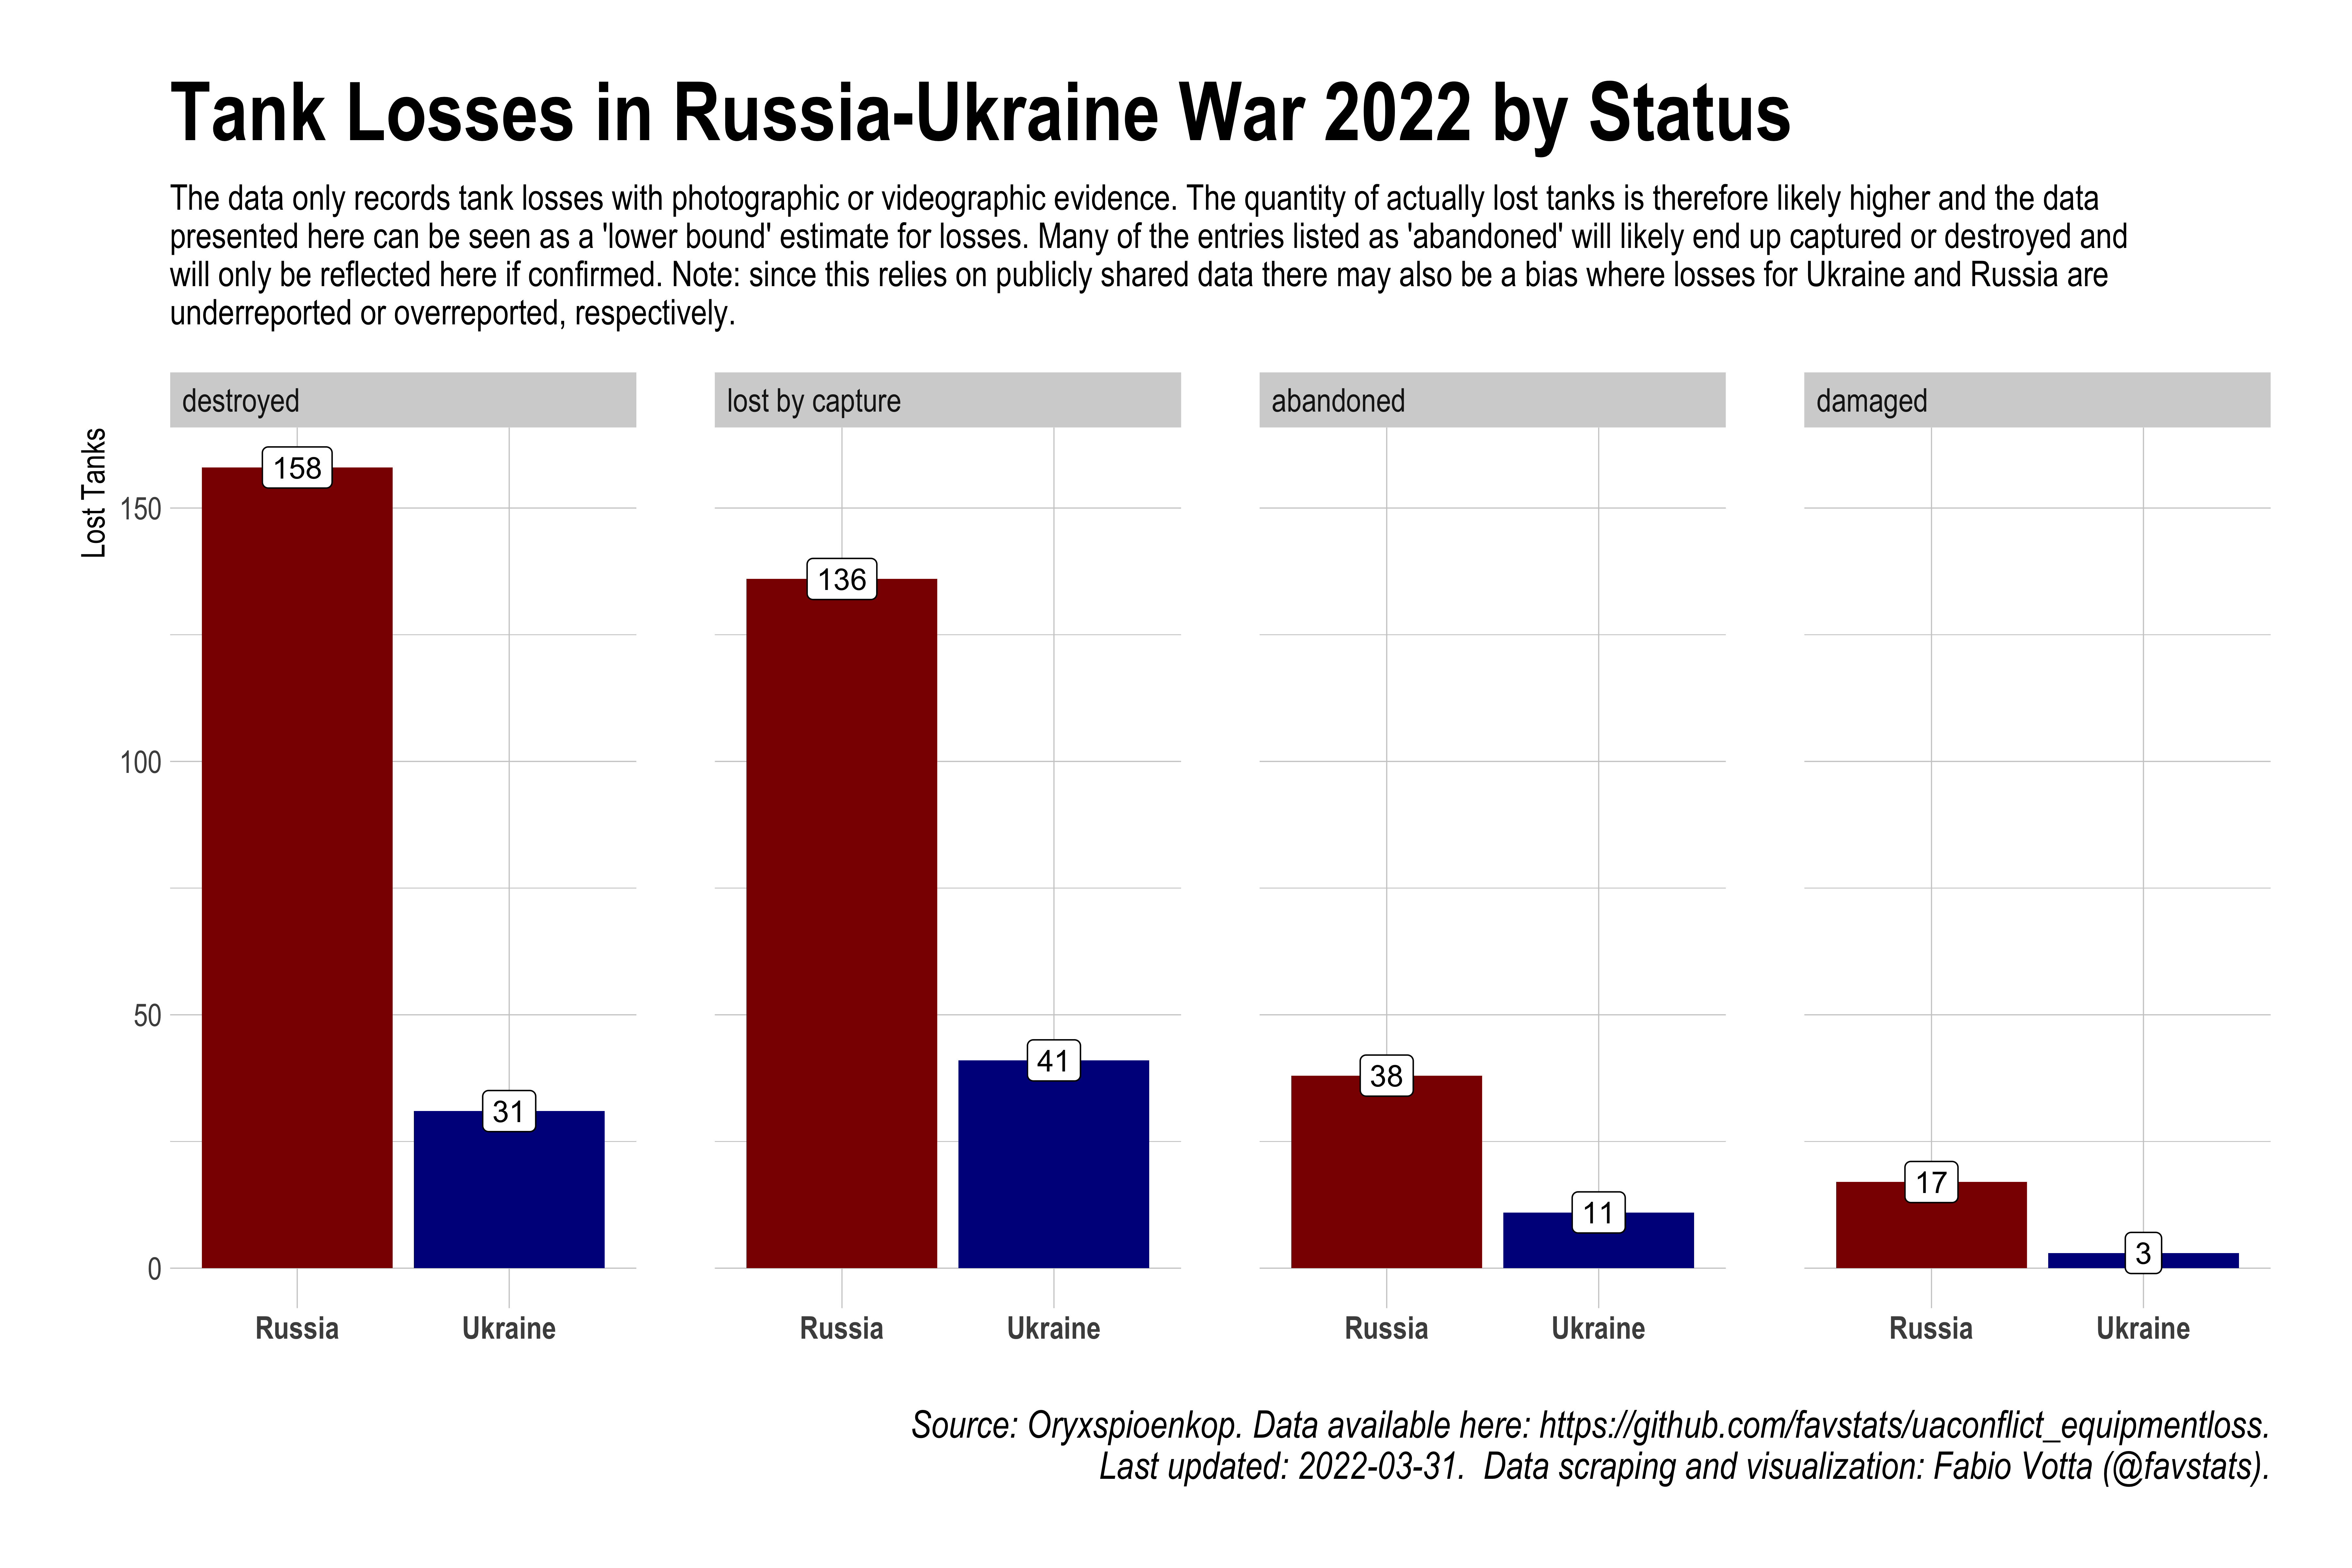 Tank Losses in Russia-Ukraine War 2022 by Status
The data only records tank losses with photographic or videographic evidence. The quantity of actually lost tanks is therefore likely higher and the data
presented here can be seen as a 'lower bound' estimate for losses. Many of the entries listed as 'abandoned' will likely end up captured or destroyed and
will only be reflected here if confirmed. Note: since this relies on publicly shared data there may also be a bias where losses for Ukraine and Russia are
underreported or overreported, respectively.
destroyed
lost by capture
abandoned
damaged
Lost Tanks
150
100
50
0
158
31
136
41
38
11
17
3
Russia
Ukraine
Russia
Ukraine
Russia
Ukraine
Russia
Ukraine
Source: Oryxspioenkop. Data available here: https://github.com/favstats/uaconflict_equipmentloss.
Last updated: 2022-03-31.  Data scraping and visualization: Fabio Votta (@favstats).